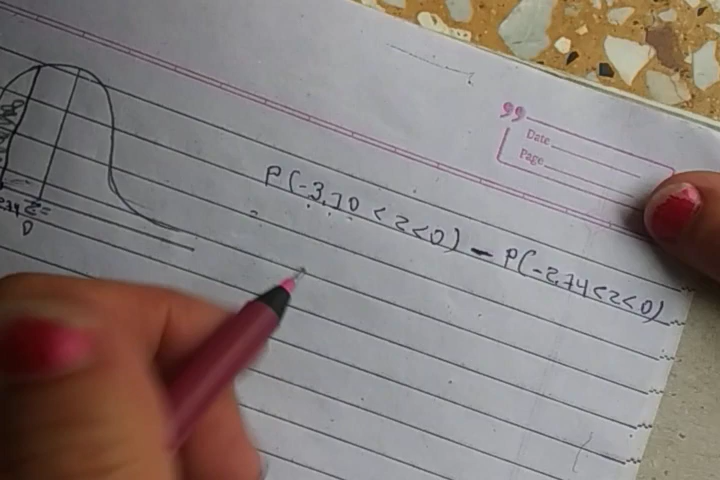 Date
Page
P(-3.70 < z < 0) - P(-2.74 < z < 0)
z =
0